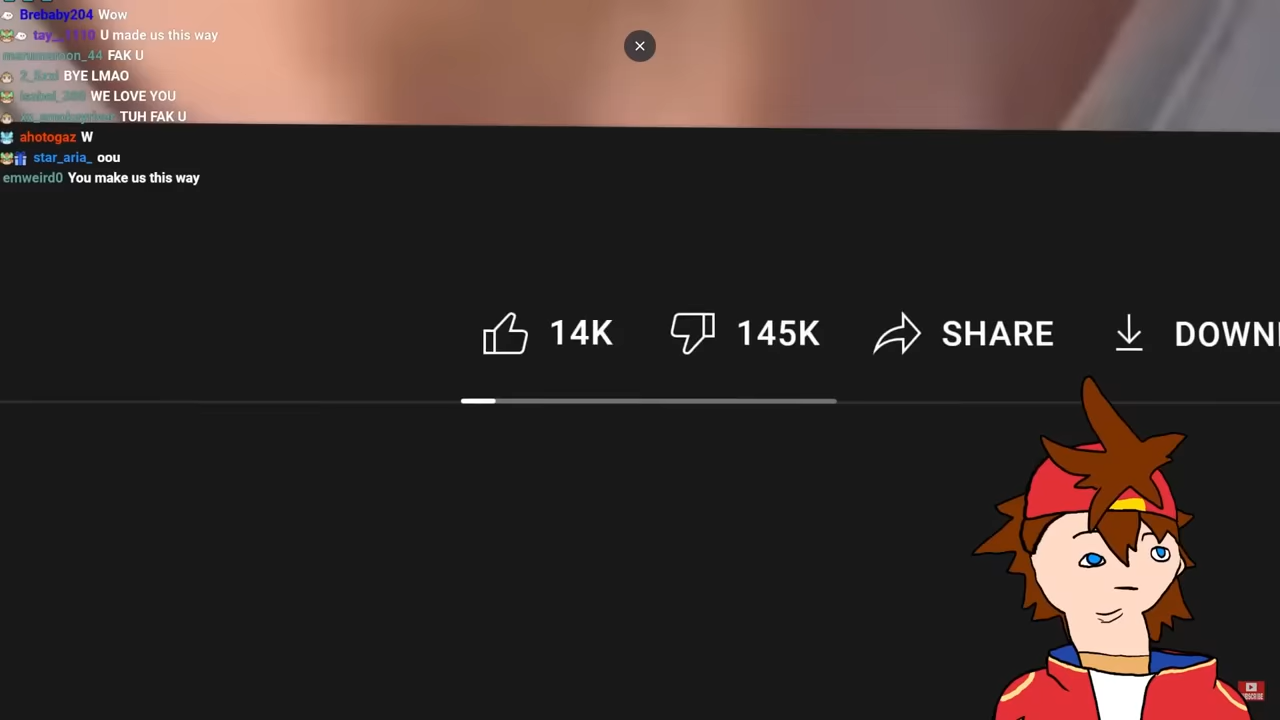 Brebaby204 Wow
tay__1110 U made us this way
FAK U
BYE LMAO
WE LOVE YOU
TUH FAK U
ahotogaz W
star_aria_ oou
emweird0 You make us this way
14K 145K SHARE DOWN